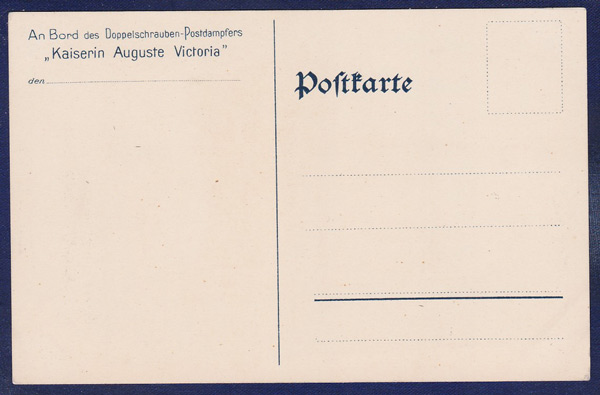 An Bord des Doppelschrauben-Postdampfers
„Kaiserin Auguste Victoria”
den
Poſtkarte